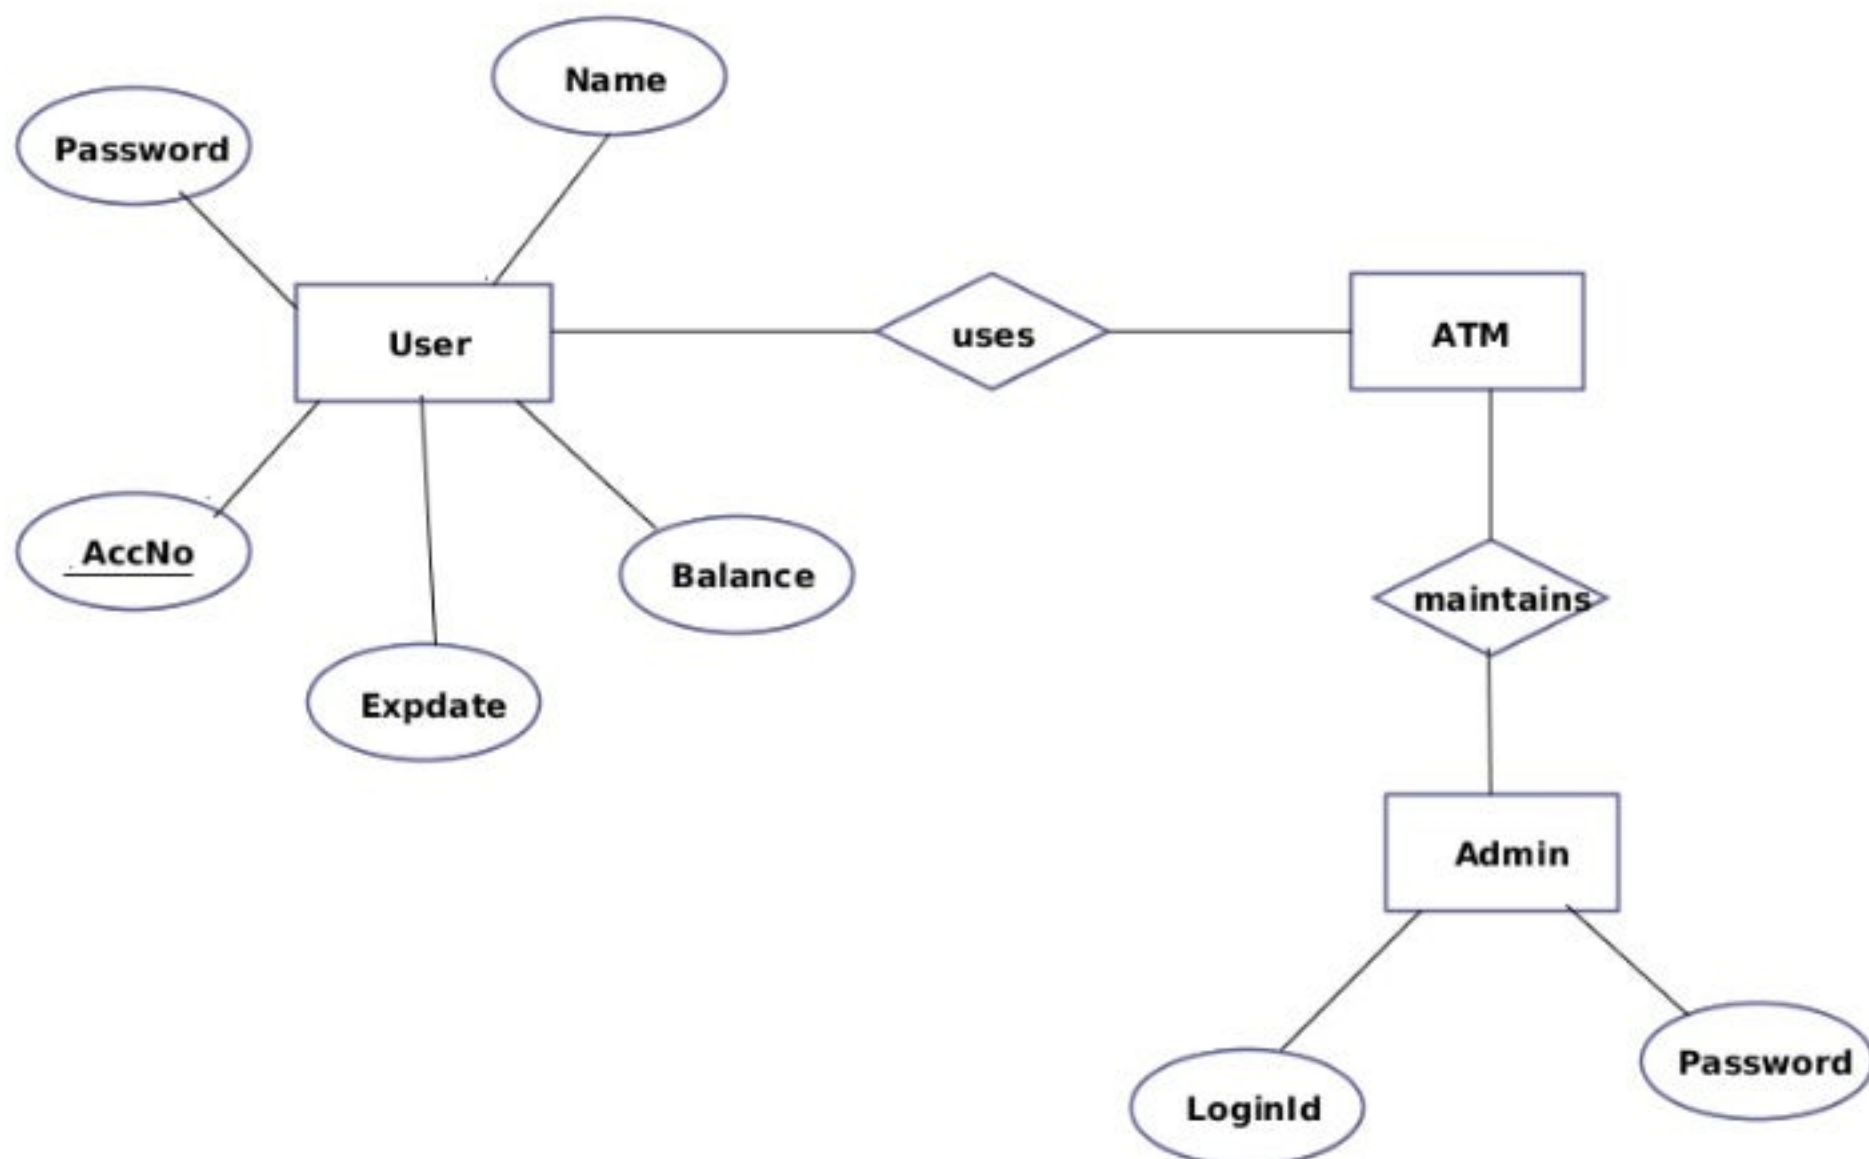 Name
Password
User
uses
ATM
AccNo
Balance
maintains
Expdate
Admin
Password
LoginId